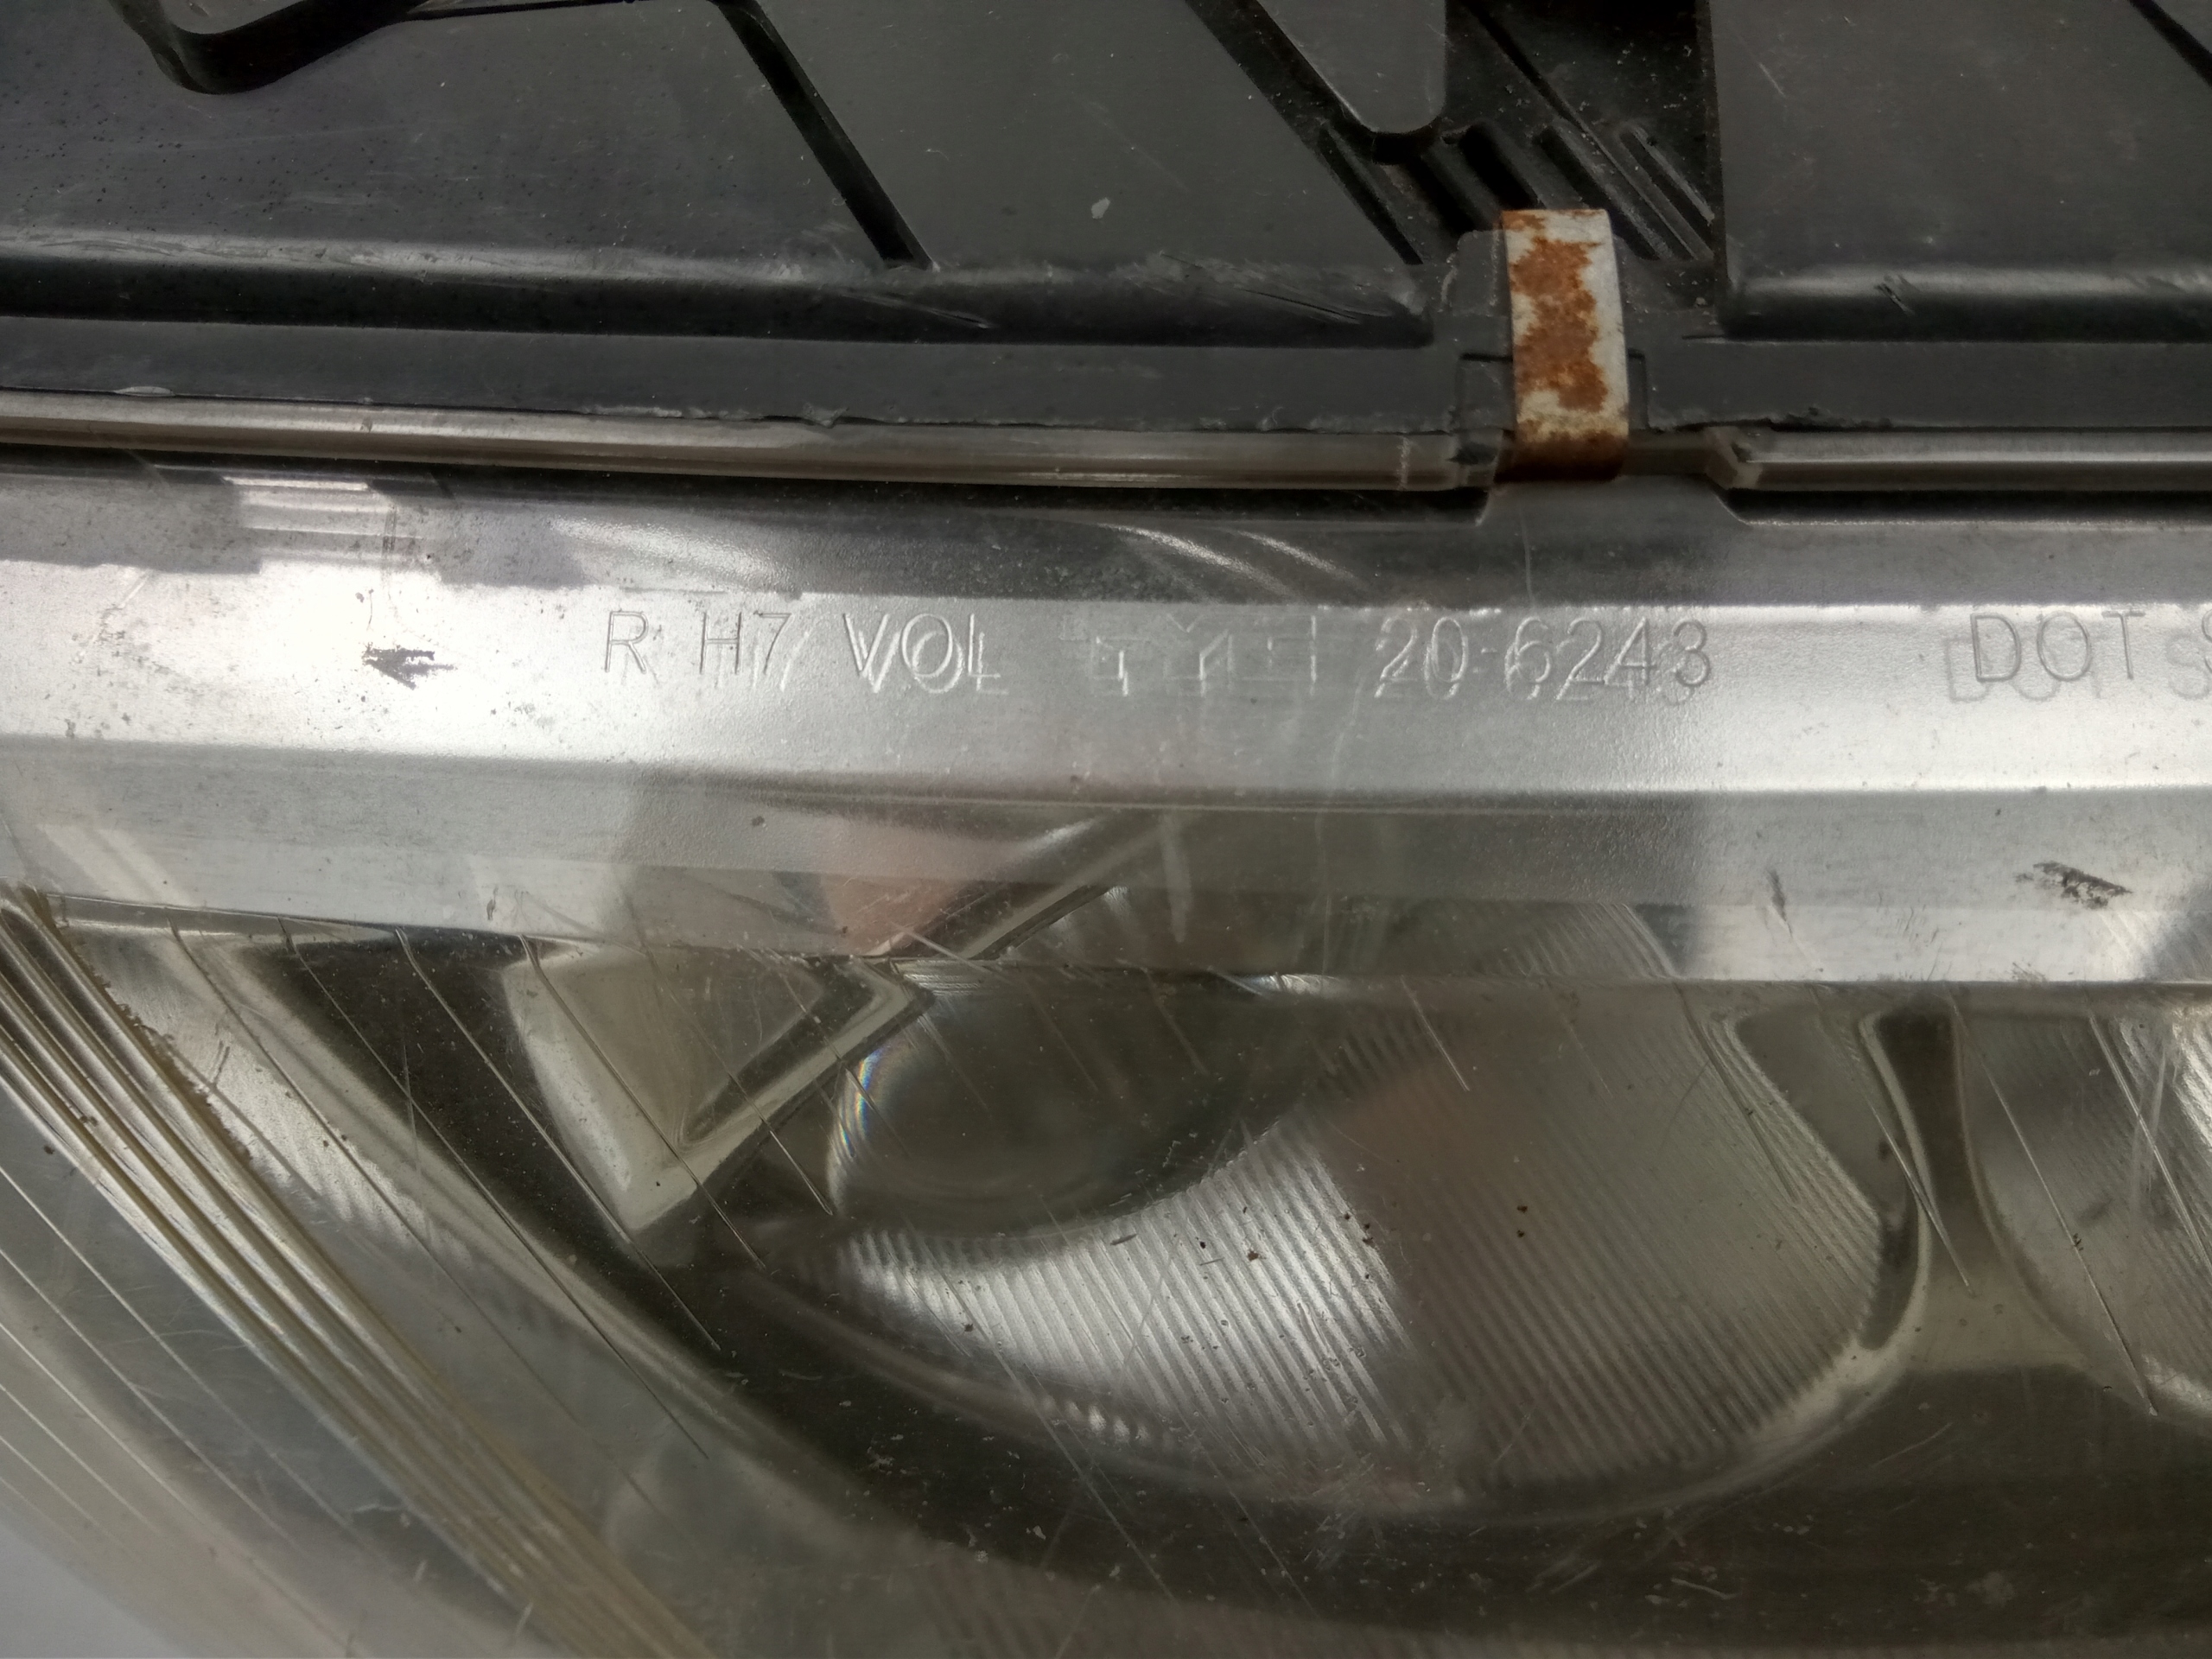 R H7 VOL TYC 20-6243 DOT S